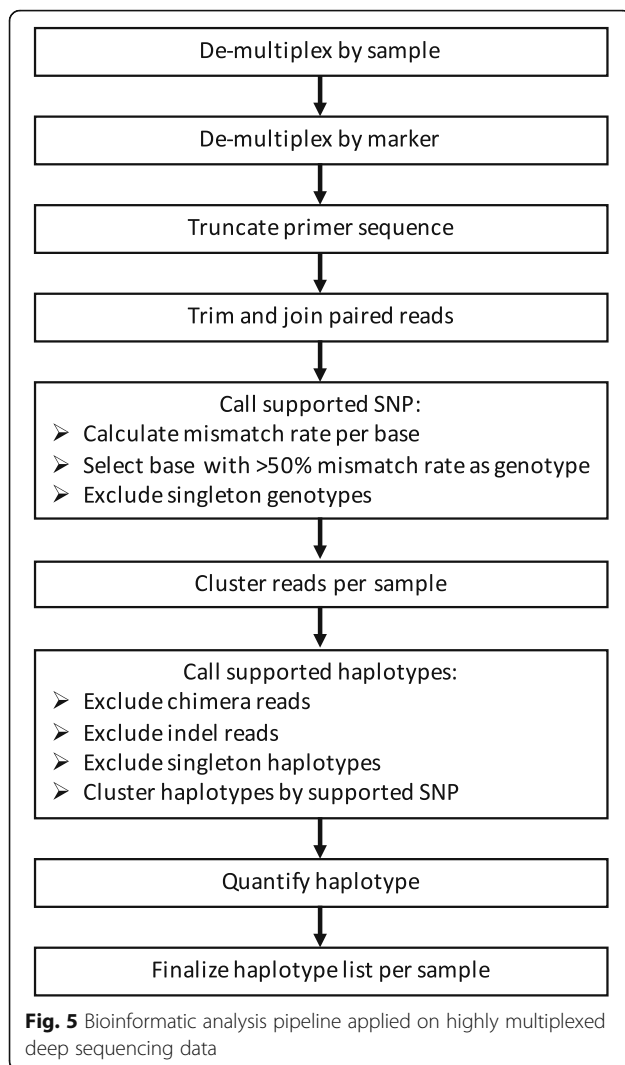 De-multiplex by sample
De-multiplex by marker
Truncate primer sequence
Trim and join paired reads
Call supported SNP:
➢ Calculate mismatch rate per base
➢ Select base with >50% mismatch rate as genotype
➢ Exclude singleton genotypes
Cluster reads per sample
Call supported haplotypes:
➢ Exclude chimera reads
➢ Exclude indel reads
➢ Exclude singleton haplotypes
➢ Cluster haplotypes by supported SNP
Quantify haplotype
Finalize haplotype list per sample
Fig. 5 Bioinformatic analysis pipeline applied on highly multiplexed
deep sequencing data